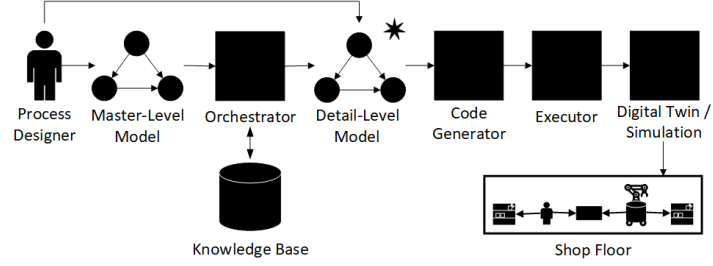 Process
Designer
Master-Level
Model
Orchestrator
Detail-Level
Model
Code
Generator
Executor
Digital Twin /
Simulation
Knowledge Base
Shop Floor